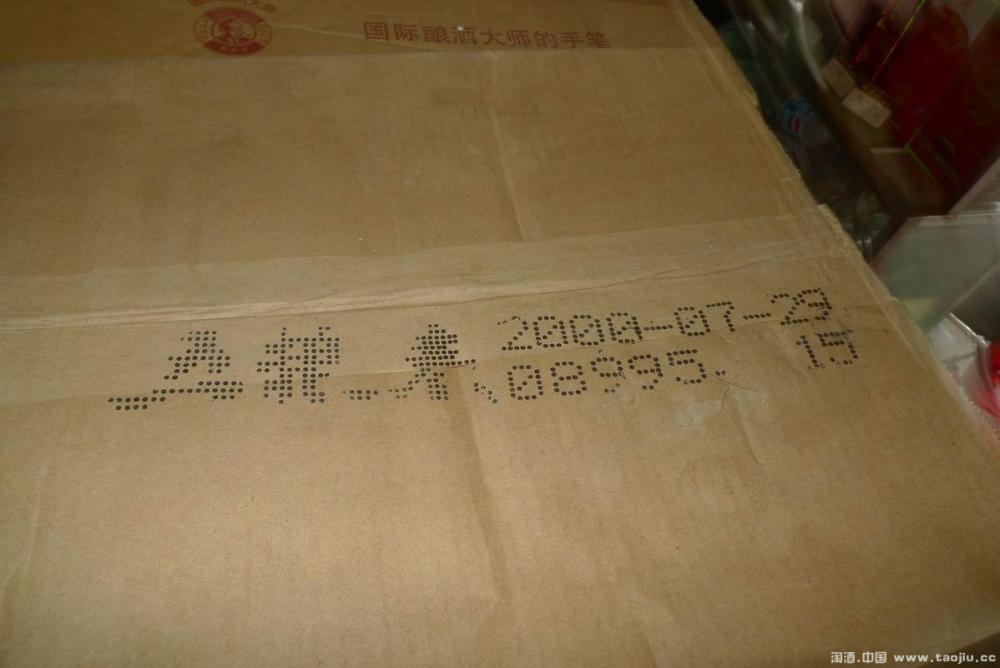 国际酿酒大师的手笔
2000-07-29
08995. 15
淘酒.中国 www.taojiu.cc